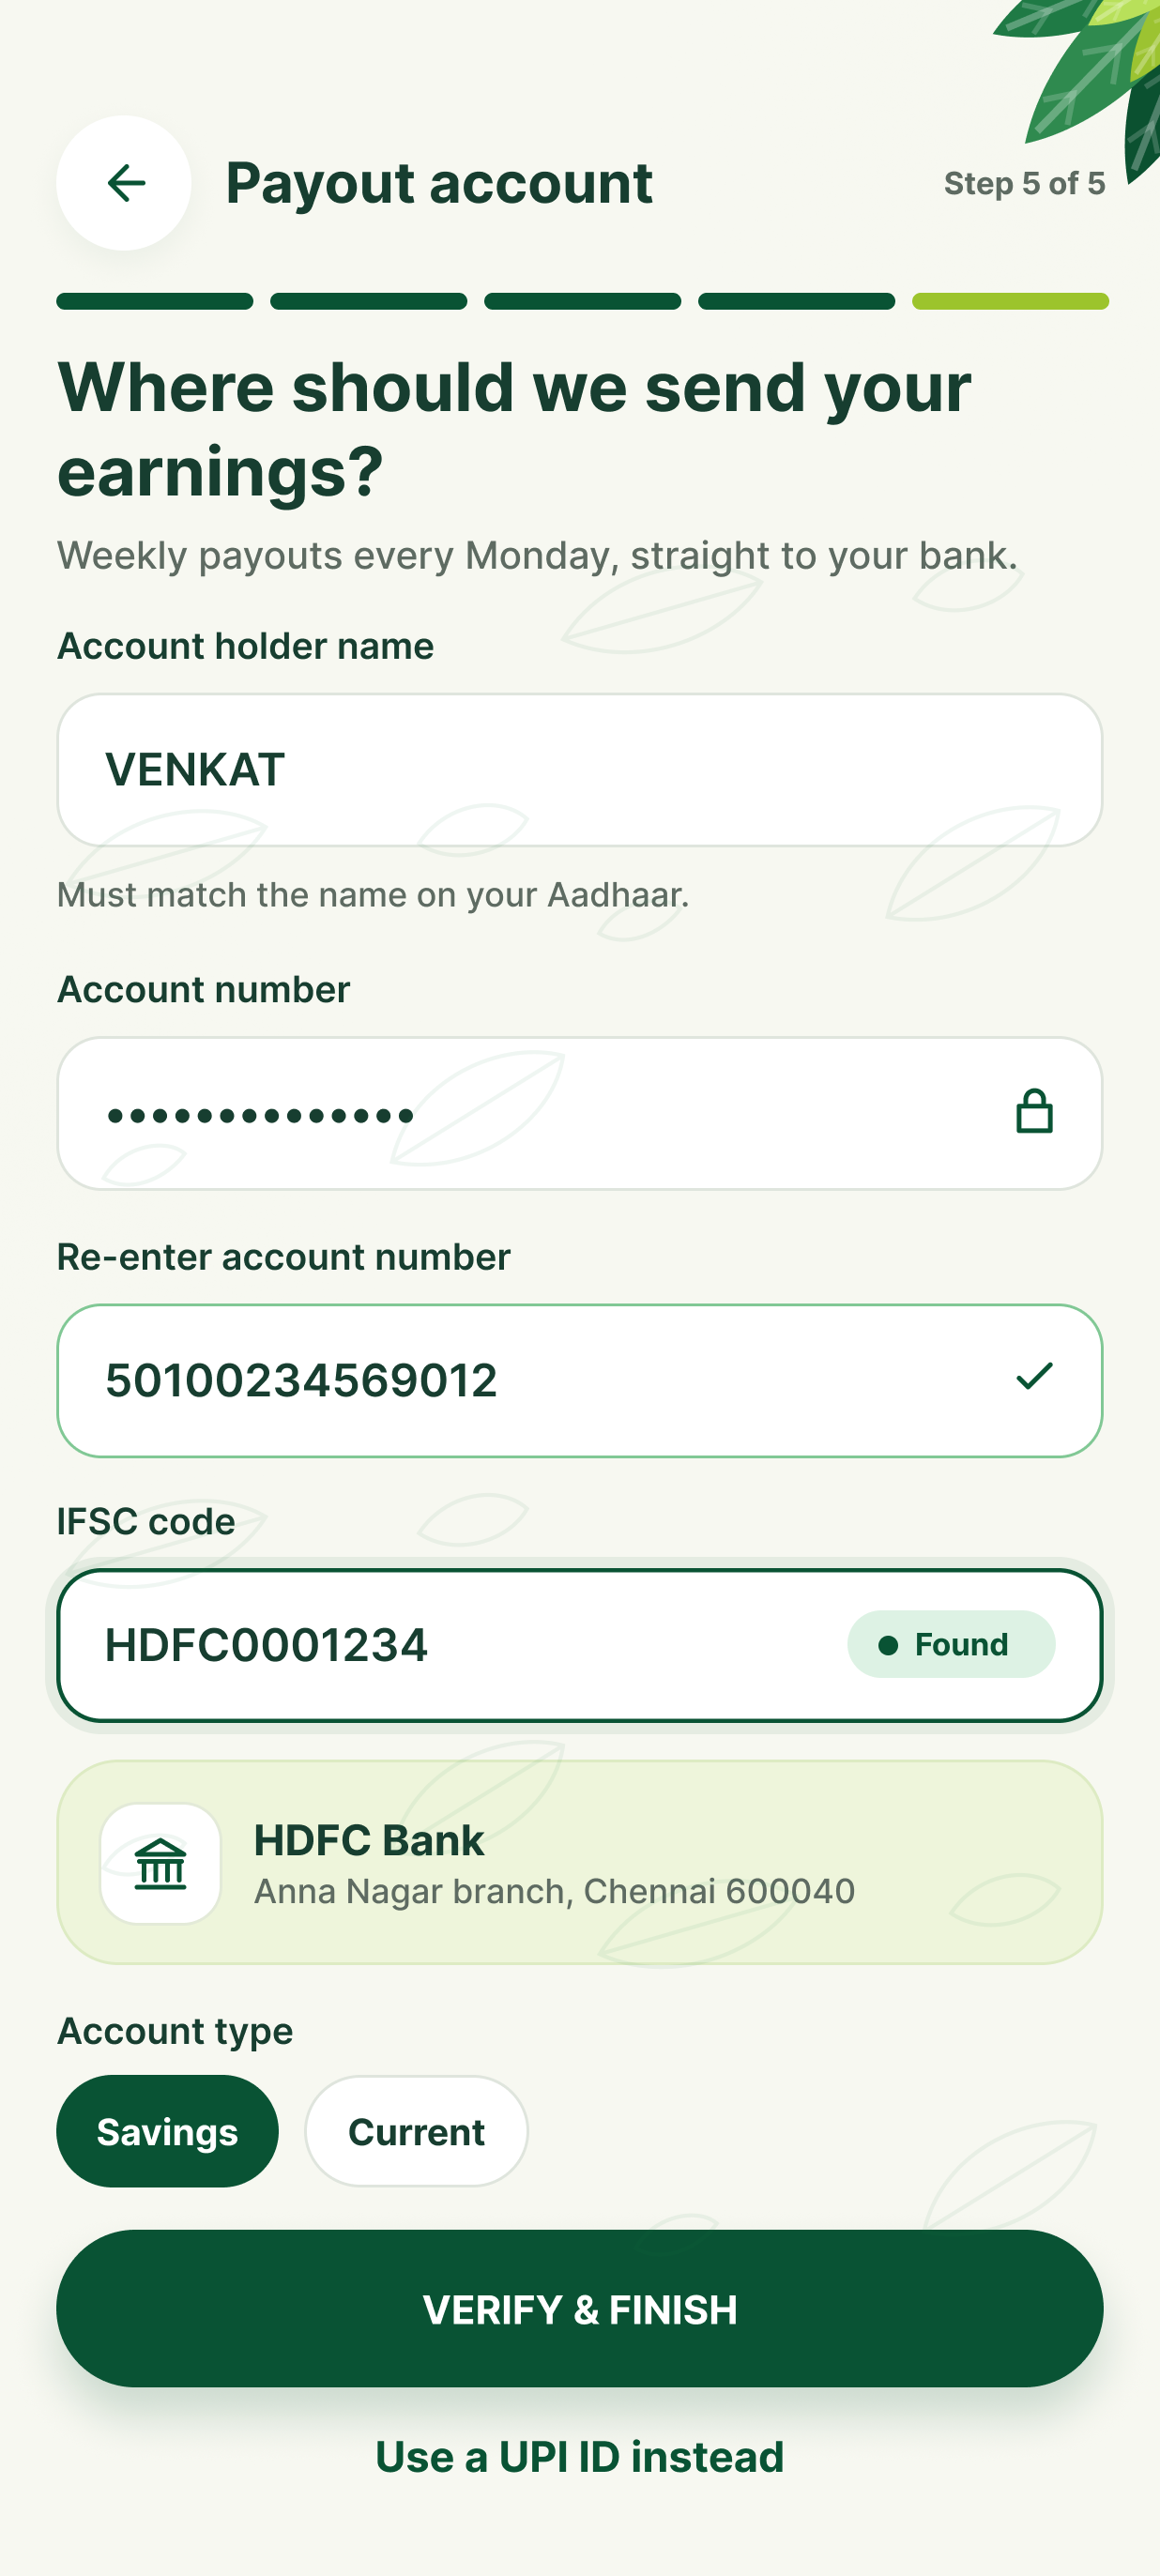 Payout account
Step 5 of 5
Where should we send your
earnings?
Weekly payouts every Monday, straight to your bank.
Account holder name
VENKAT
Must match the name on your Aadhaar.
Account number
••••••••••••••
Re-enter account number
50100234569012
IFSC code
HDFC0001234
Found
HDFC Bank
Anna Nagar branch, Chennai 600040
Account type
Savings
Current
VERIFY & FINISH
Use a UPI ID instead